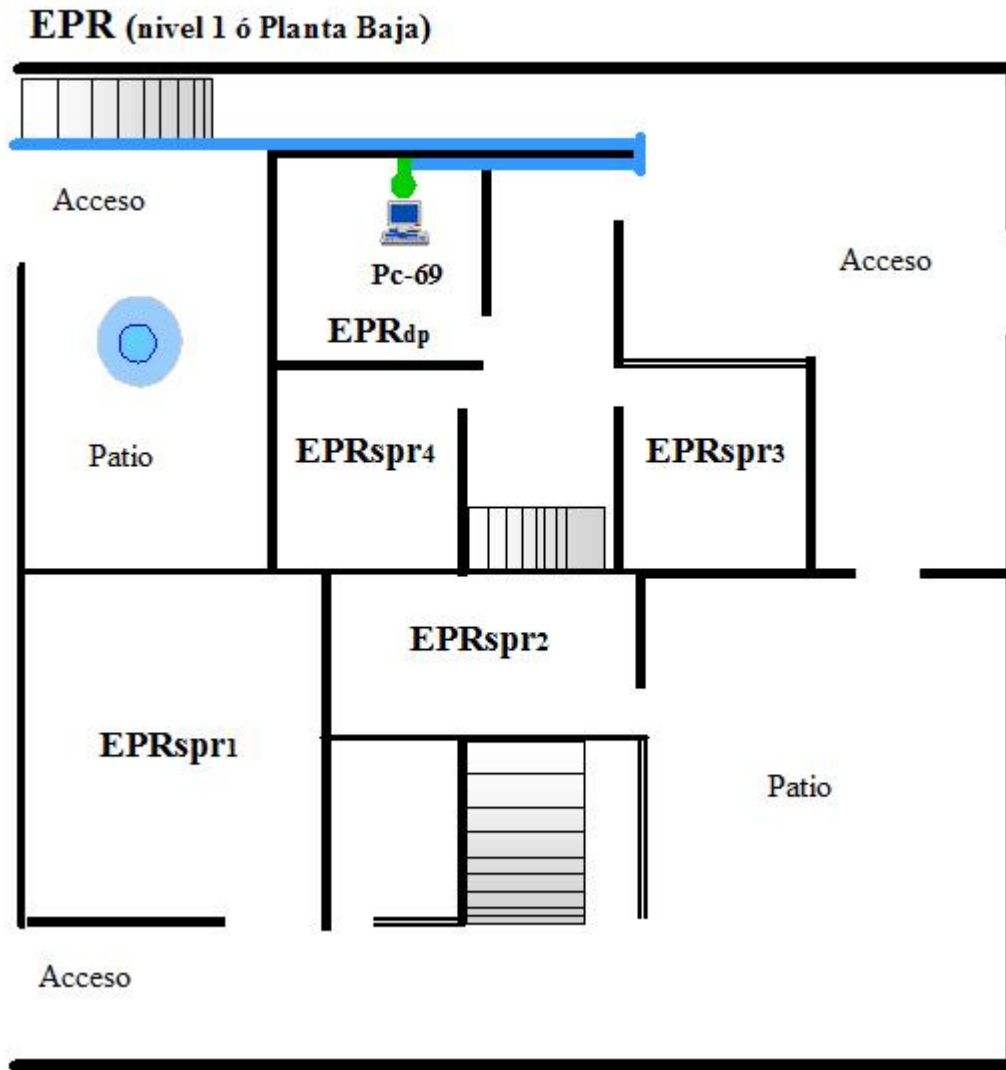 EPR (nivel 1 ó Planta Baja)
Acceso
Acceso
Pc-69
EPRdp
Patio
EPRspr4
EPRspr3
EPRspr2
EPRspr1
Patio
Acceso